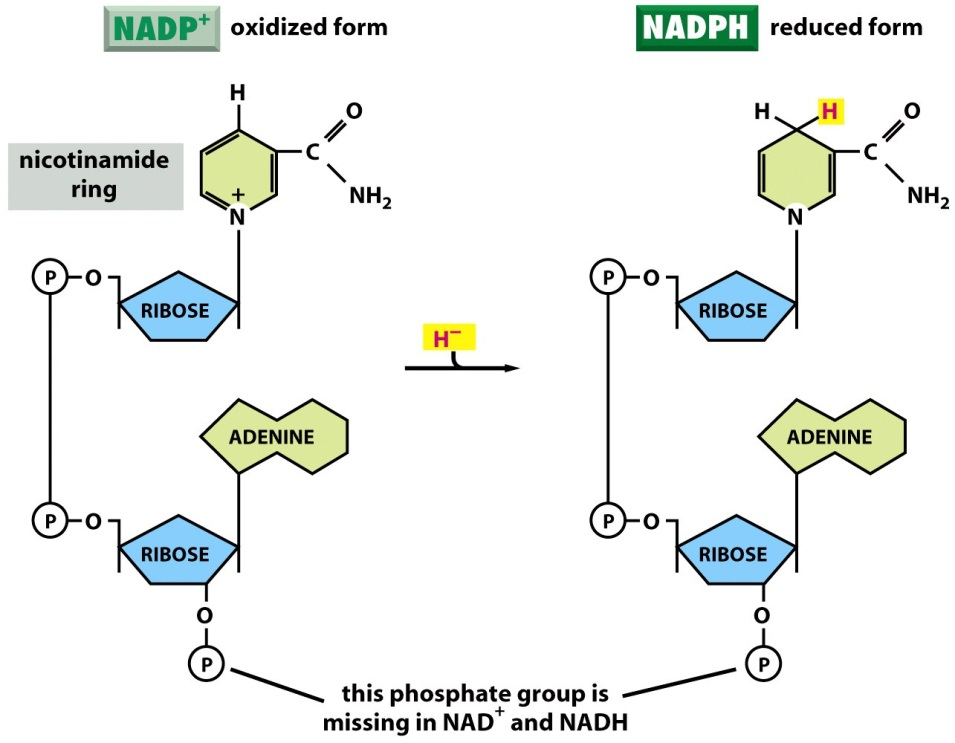 NADP⁺ oxidized form
NADPH reduced form
H
O
C
NH₂
nicotinamide
ring
+
N
H
H
O
C
NH₂
N
P
O
RIBOSE
P
O
RIBOSE
H⁻
ADENINE
ADENINE
P
O
RIBOSE
P
O
RIBOSE
O
O
P
P
this phosphate group is
missing in NAD⁺ and NADH